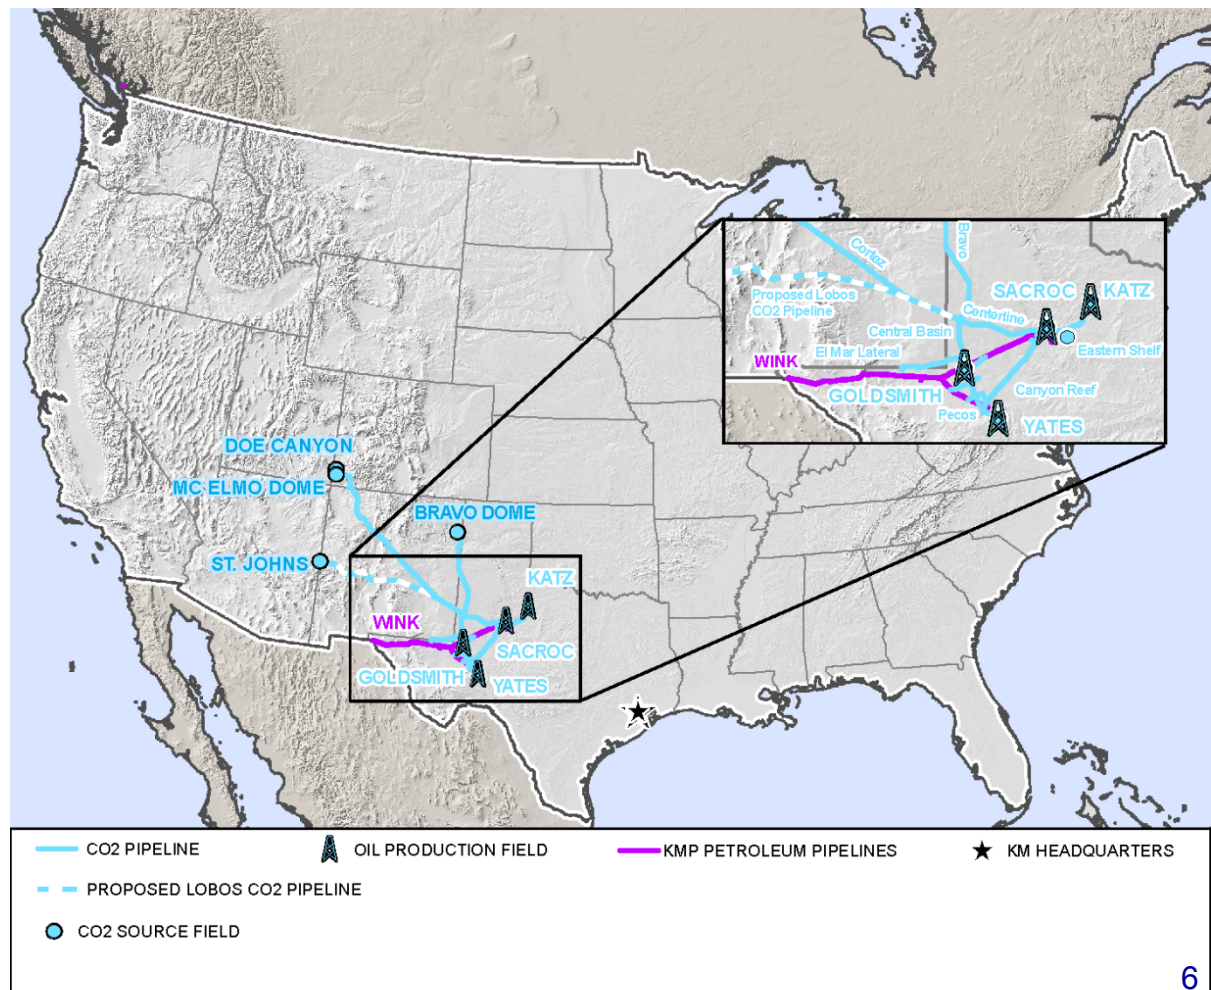 Cortez
Bravo
Proposed Lobos
CO2 Pipeline
SACROC
KATZ
Centerline
Central Basin
El Mar Lateral
Eastern Shelf
WINK
GOLDSMITH
Canyon Reef
Pecos
YATES
DOE CANYON
MC ELMO DOME
BRAVO DOME
ST. JOHNS
KATZ
WINK
SACROC
GOLDSMITH
YATES
CO2 PIPELINE
OIL PRODUCTION FIELD
KMP PETROLEUM PIPELINES
KM HEADQUARTERS
PROPOSED LOBOS CO2 PIPELINE
CO2 SOURCE FIELD
6